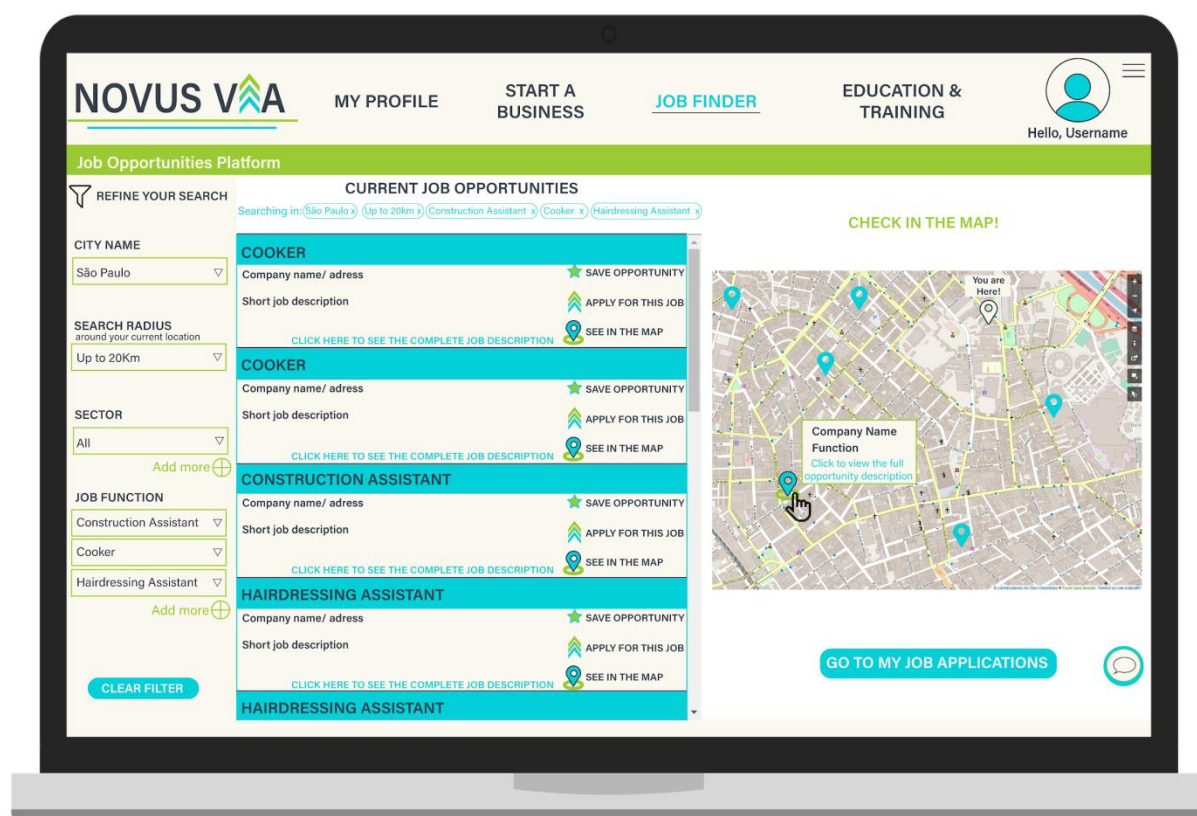 NOVUS VIA
MY PROFILE
START A
BUSINESS
JOB FINDER
EDUCATION &
TRAINING
Hello, Username
Job Opportunities Platform
REFINE YOUR SEARCH
CITY NAME
São Paulo
SEARCH RADIUS
around your current location
Up to 20Km
SECTOR
All
Add more
JOB FUNCTION
Construction Assistant
Cooker
Hairdressing Assistant
Add more
CLEAR FILTER
CURRENT JOB OPPORTUNITIES
Searching in: São Paulo x Up to 20km x Construction Assistant x Cooker x Hairdressing Assistant x
COOKER
Company name/ adress
SAVE OPPORTUNITY
Short job description
APPLY FOR THIS JOB
SEE IN THE MAP
CLICK HERE TO SEE THE COMPLETE JOB DESCRIPTION
COOKER
Company name/ adress
SAVE OPPORTUNITY
Short job description
APPLY FOR THIS JOB
SEE IN THE MAP
CLICK HERE TO SEE THE COMPLETE JOB DESCRIPTION
CONSTRUCTION ASSISTANT
Company name/ adress
SAVE OPPORTUNITY
Short job description
APPLY FOR THIS JOB
SEE IN THE MAP
CLICK HERE TO SEE THE COMPLETE JOB DESCRIPTION
HAIRDRESSING ASSISTANT
Company name/ adress
SAVE OPPORTUNITY
Short job description
APPLY FOR THIS JOB
SEE IN THE MAP
CLICK HERE TO SEE THE COMPLETE JOB DESCRIPTION
HAIRDRESSING ASSISTANT
CHECK IN THE MAP!
You are
Here!
Company Name
Function
Click to view the full
opportunity description
GO TO MY JOB APPLICATIONS